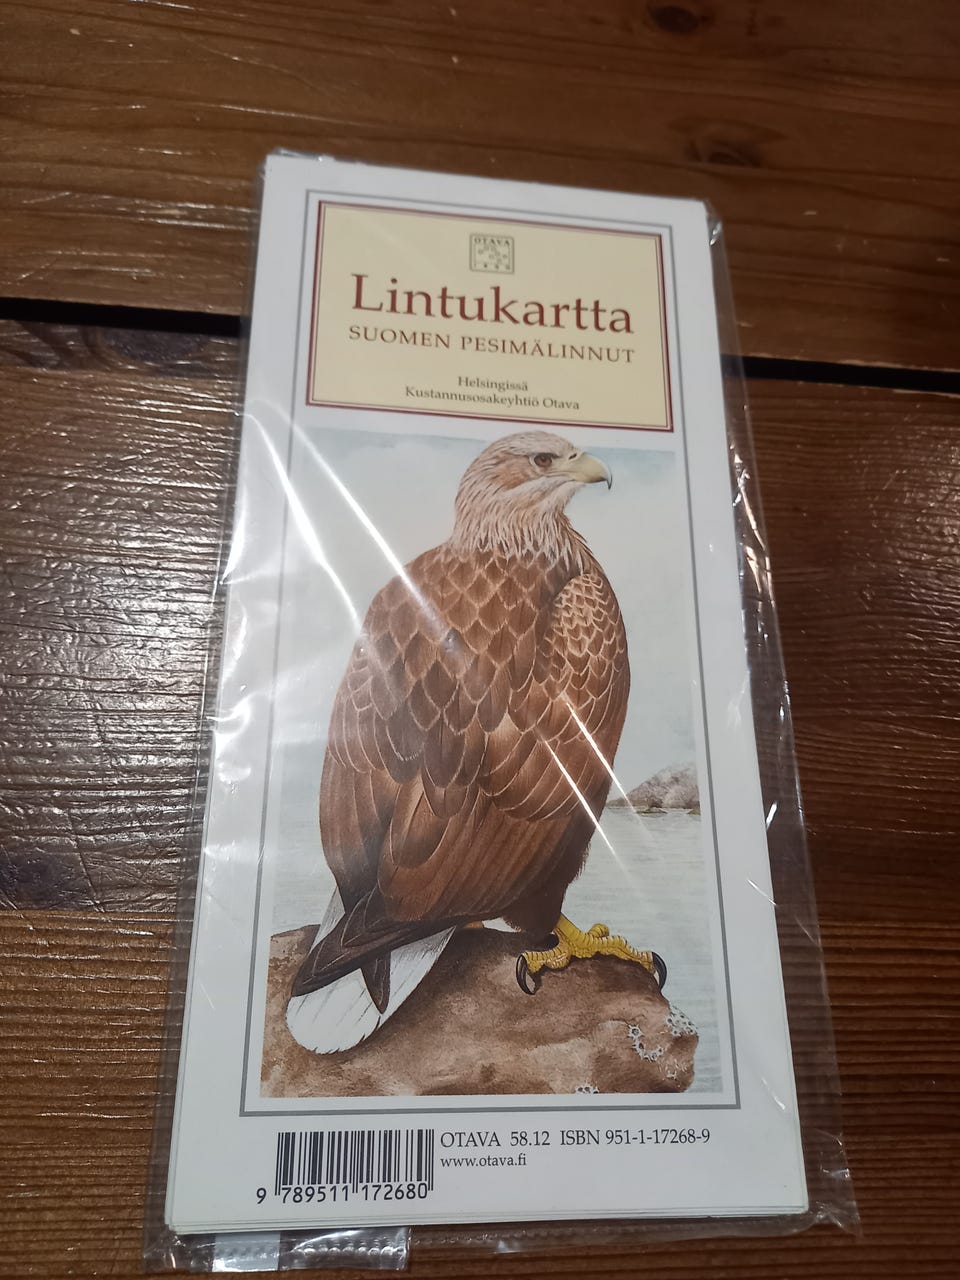 OTAVA
1890
Lintukartta
SUOMEN PESIMÄLINNUT
Helsingissä
Kustannusosakeyhtiö Otava
OTAVA 58.12 ISBN 951-1-17268-9
www.otava.fi
9 789511 172680